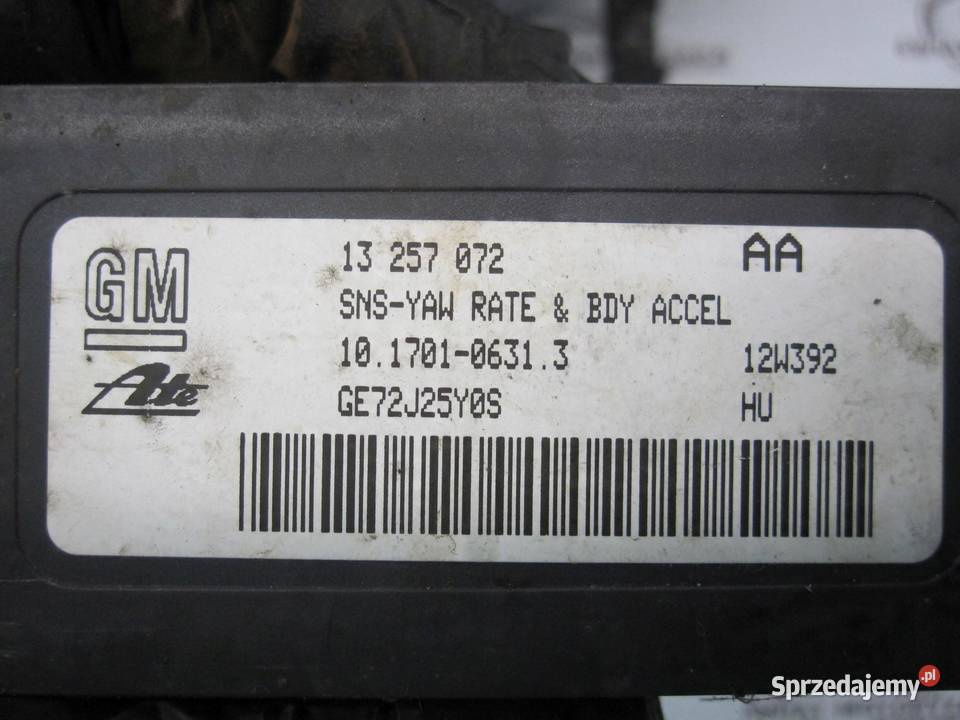 GM
Ate
13 257 072 AA
SNS-YAW RATE & BDY ACCEL
10.1701-0631.3 12W392
GE72J25Y0S HU
Sprzedajemy.pl